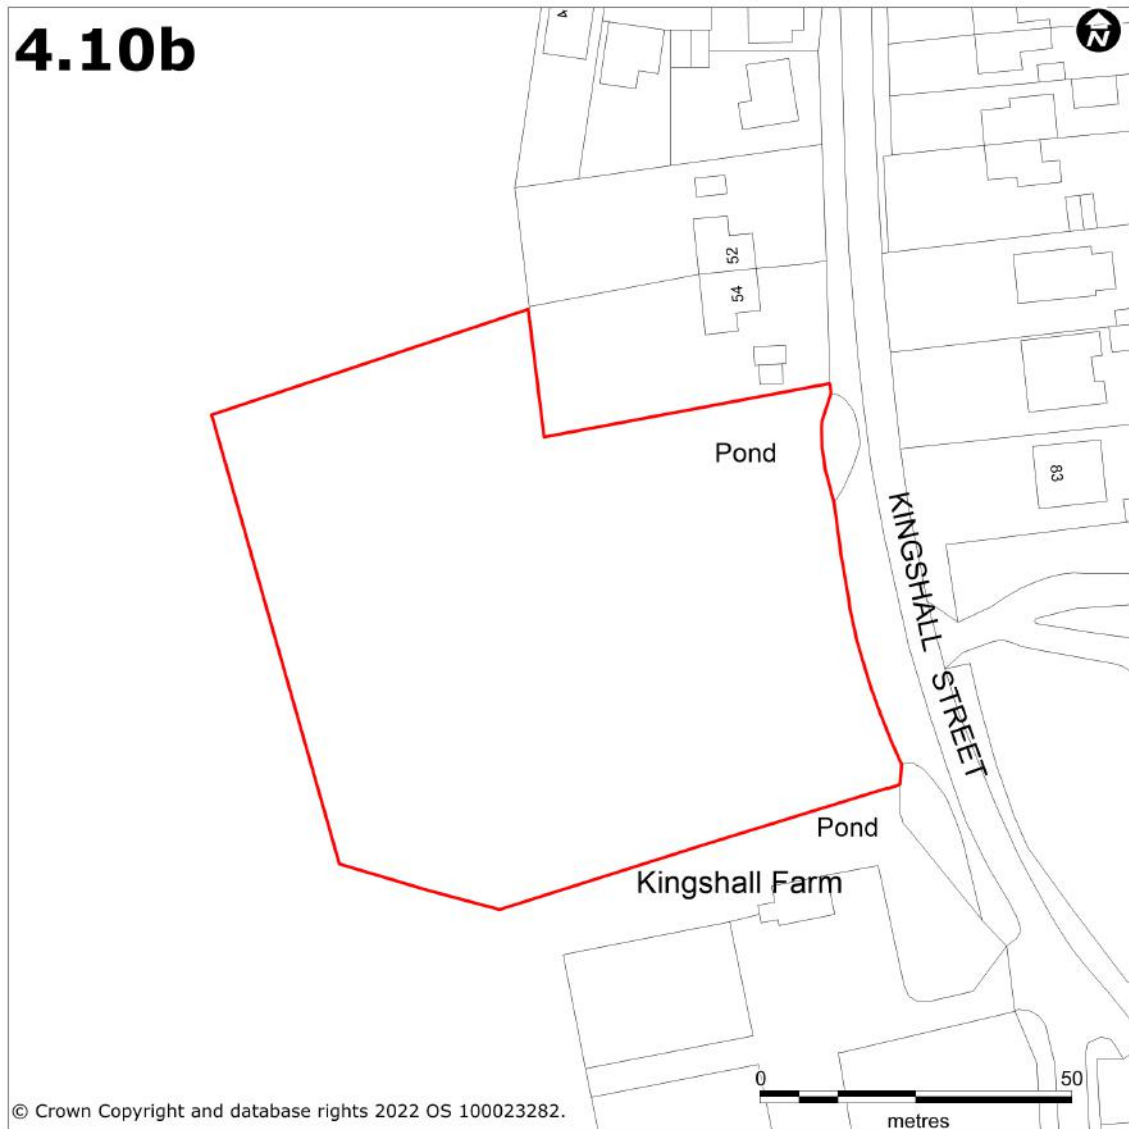 4.10b
N
4
52
54
Pond
83
KINGSHALL STREET
Pond
Kingshall Farm
0 50
metres
© Crown Copyright and database rights 2022 OS 100023282.